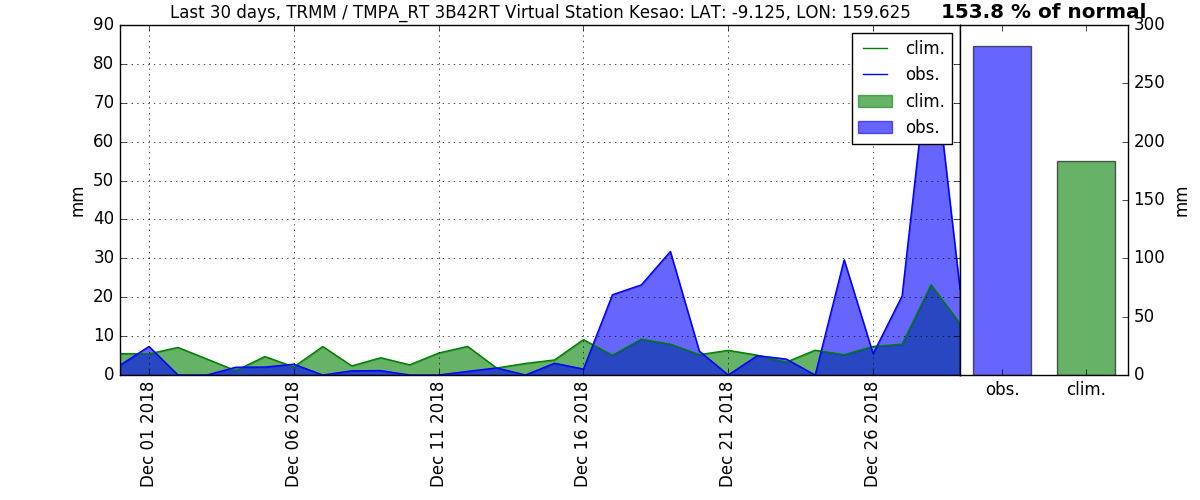 Last 30 days, TRMM / TMPA_RT 3B42RT Virtual Station Kesao: LAT: -9.125, LON: 159.625
153.8 % of normal
90
80
70
60
50
40
30
20
10
0
mm
clim.
obs.
clim.
obs.
Dec 01 2018
Dec 06 2018
Dec 11 2018
Dec 16 2018
Dec 21 2018
Dec 26 2018
300
250
200
150
100
50
0
mm
obs.
clim.